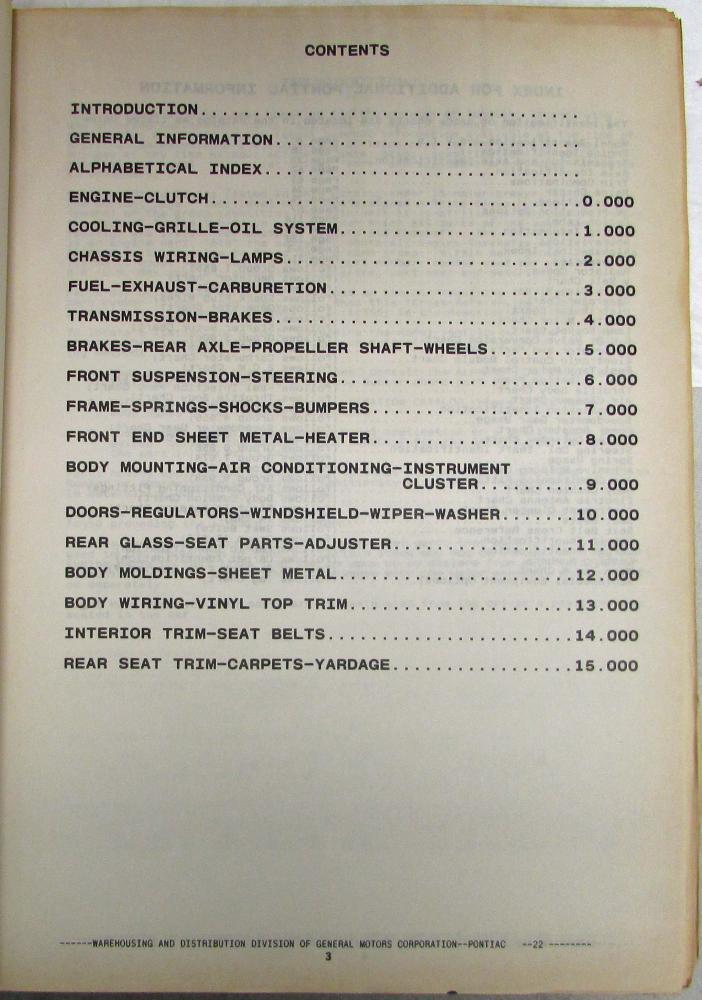 CONTENTS
INTRODUCTION...................................
GENERAL INFORMATION............................
ALPHABETICAL INDEX.............................
ENGINE-CLUTCH..................................0.000
COOLING-GRILLE-OIL SYSTEM......................1.000
CHASSIS WIRING-LAMPS...........................2.000
FUEL-EXHAUST-CARBURETION.......................3.000
TRANSMISSION-BRAKES............................4.000
BRAKES-REAR AXLE-PROPELLER SHAFT-WHEELS........5.000
FRONT SUSPENSION-STEERING......................6.000
FRAME-SPRINGS-SHOCKS-BUMPERS...................7.000
FRONT END SHEET METAL-HEATER...................8.000
BODY MOUNTING-AIR CONDITIONING-INSTRUMENT
CLUSTER..........9.000
DOORS-REGULATORS-WINDSHIELD-WIPER-WASHER.......10.000
REAR GLASS-SEAT PARTS-ADJUSTER.................11.000
BODY MOLDINGS-SHEET METAL......................12.000
BODY WIRING-VINYL TOP TRIM.....................13.000
INTERIOR TRIM-SEAT BELTS.......................14.000
REAR SEAT TRIM-CARPETS-YARDAGE.................15.000
------WAREHOUSING AND DISTRIBUTION DIVISION OF GENERAL MOTORS CORPORATION--PONTIAC --22 --------
3